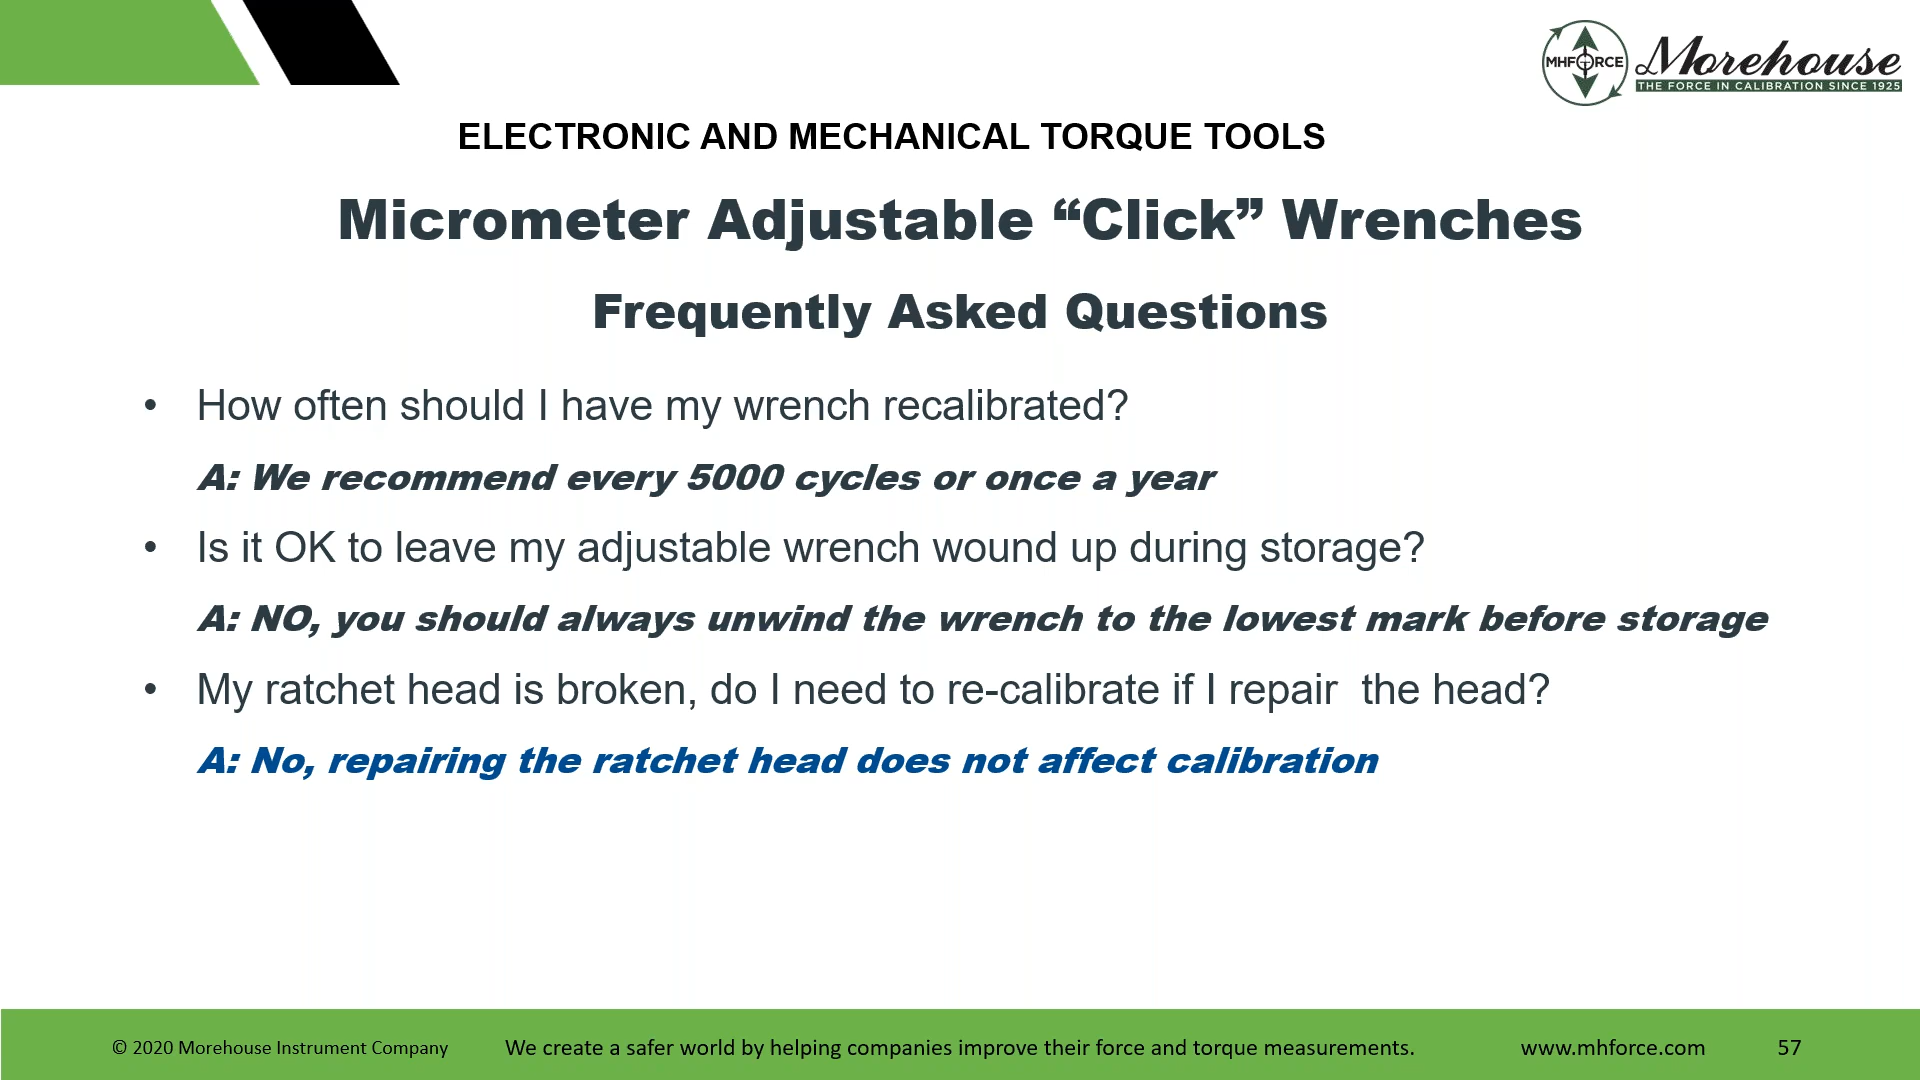 MHFORCE
Morehouse
THE FORCE IN CALIBRATION SINCE 1925
ELECTRONIC AND MECHANICAL TORQUE TOOLS
Micrometer Adjustable “Click” Wrenches
Frequently Asked Questions
• How often should I have my wrench recalibrated?
A: We recommend every 5000 cycles or once a year
• Is it OK to leave my adjustable wrench wound up during storage?
A: NO, you should always unwind the wrench to the lowest mark before storage
• My ratchet head is broken, do I need to re-calibrate if I repair  the head?
A: No, repairing the ratchet head does not affect calibration
© 2020 Morehouse Instrument Company We create a safer world by helping companies improve their force and torque measurements. www.mhforce.com 57